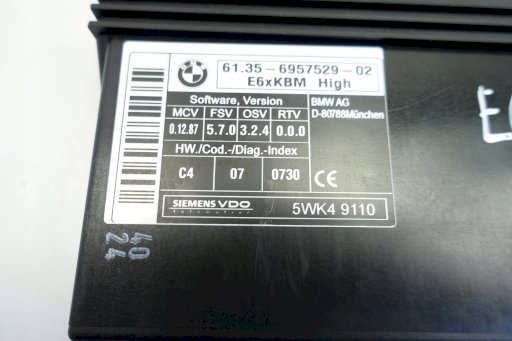 BMW
61.35 - 6957529 - 02
E6xKBM High
Software, Version
MCV FSV OSV RTV
0.12.87 5.7.0 3.2.4 0.0.0
HW./Cod.-/Diag.-Index
C4 07 0730
BMW AG
D-80788München
CE
SIEMENS VDO
Automotive
5WK4 9110
40
24